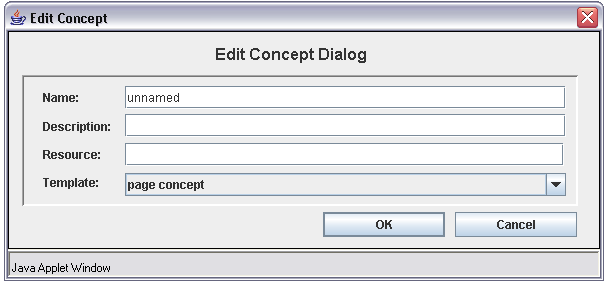 Edit Concept
Edit Concept Dialog
Name: unnamed
Description:
Resource:
Template: page concept
OK Cancel
Java Applet Window